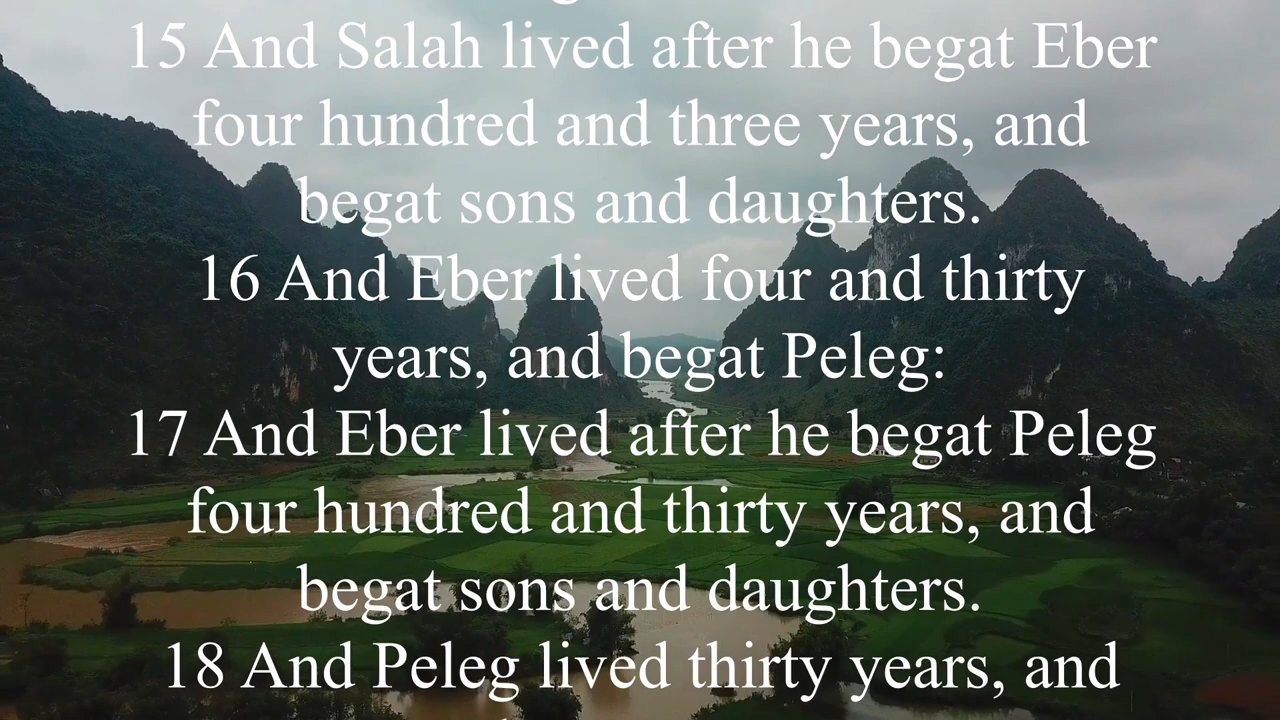 15 And Salah lived after he begat Eber
four hundred and three years, and
begat sons and daughters.
16 And Eber lived four and thirty
years, and begat Peleg:
17 And Eber lived after he begat Peleg
four hundred and thirty years, and
begat sons and daughters.
18 And Peleg lived thirty years, and